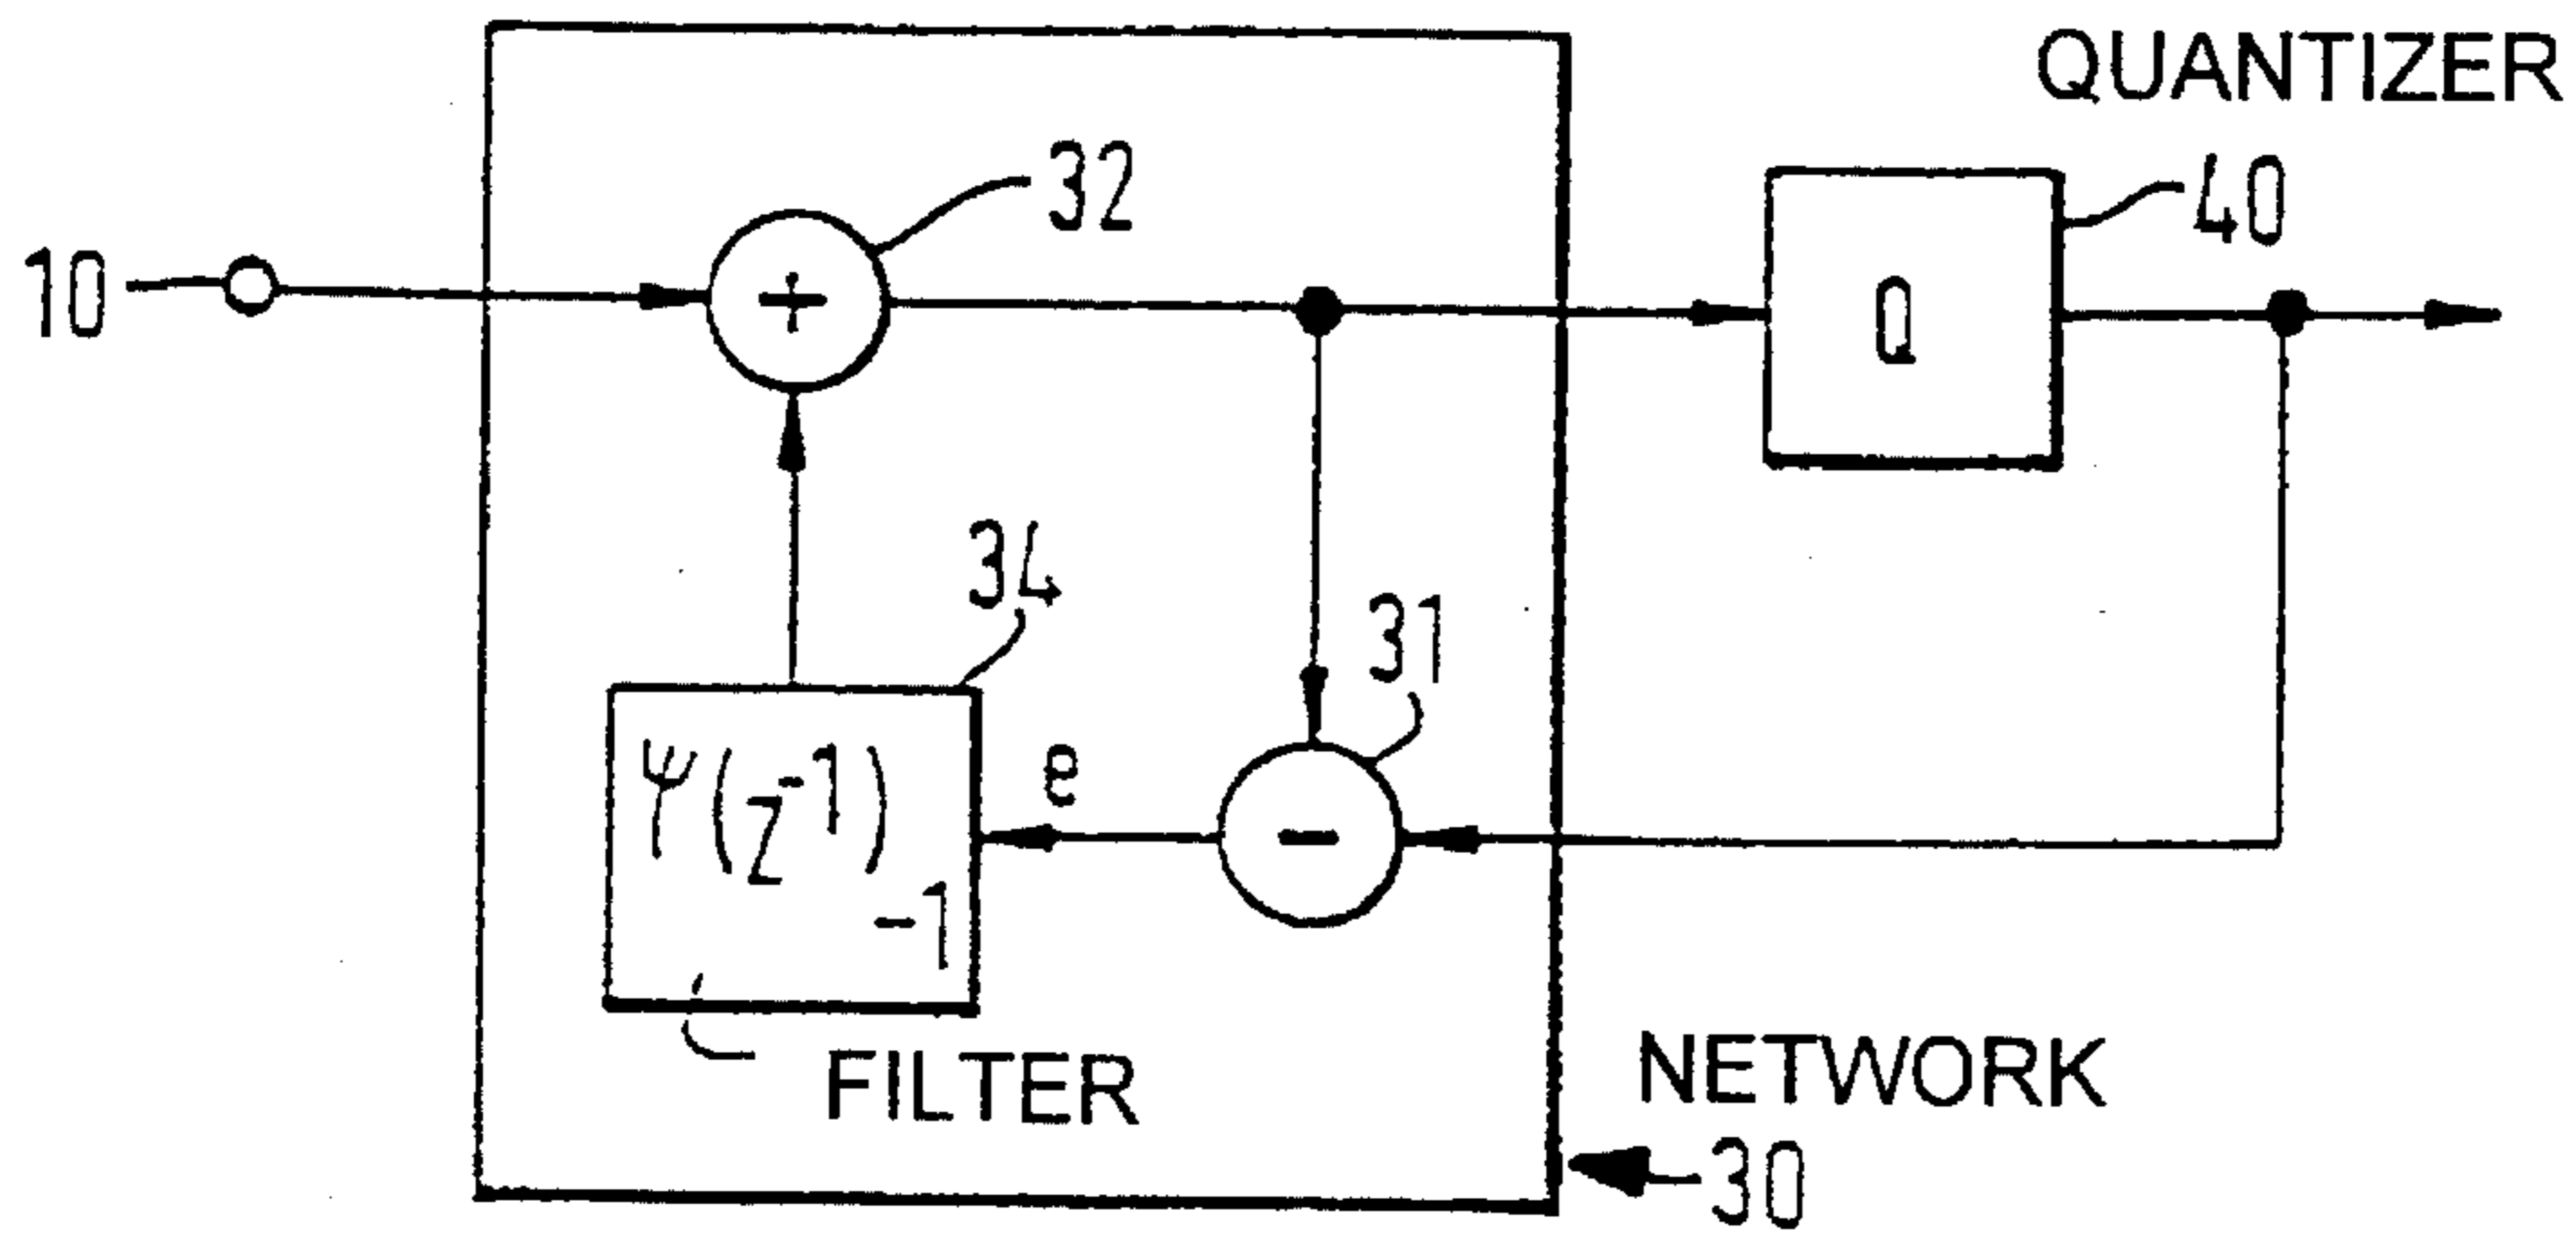 QUANTIZER
32
40
10
+
Q
34
31
ψ(z⁻¹)
-1
e
-
FILTER
NETWORK
30